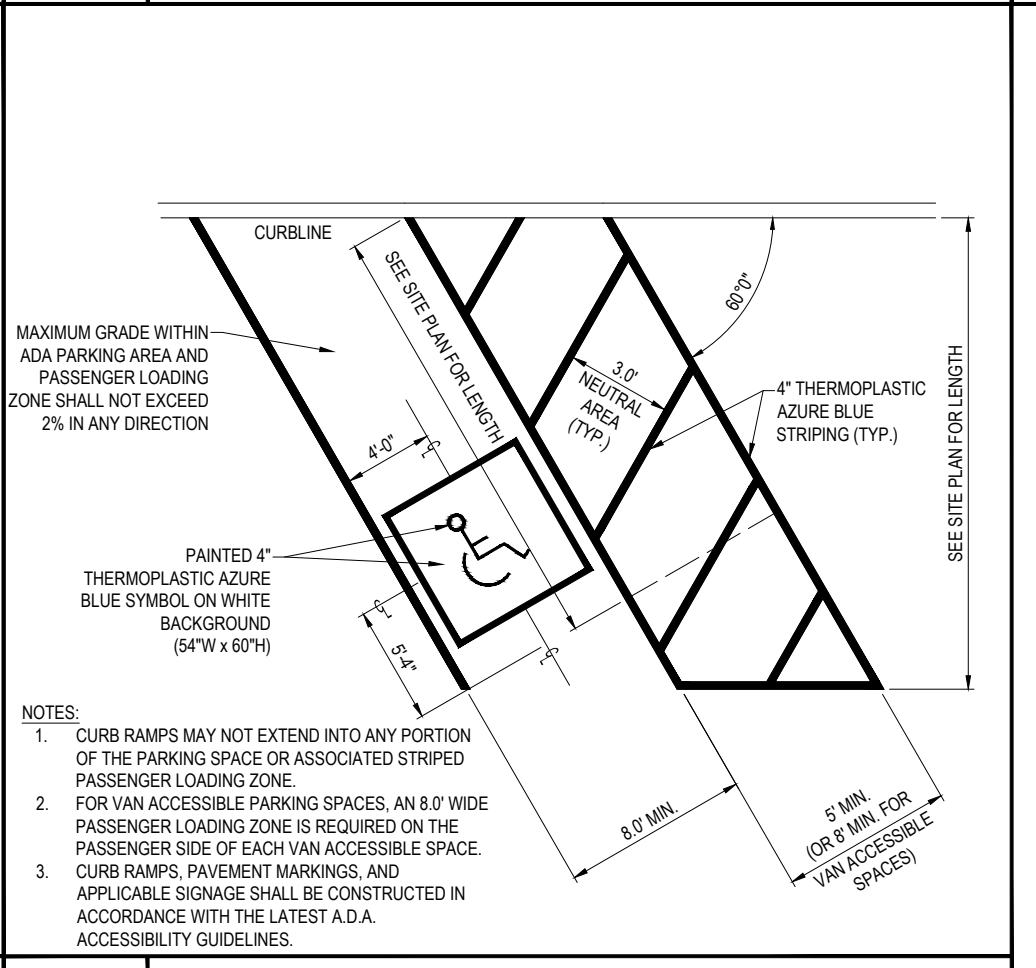 CURBLINE
SEE SITE PLAN FOR LENGTH
60°0"
MAXIMUM GRADE WITHIN
ADA PARKING AREA AND
PASSENGER LOADING
ZONE SHALL NOT EXCEED
2% IN ANY DIRECTION
3.0'
NEUTRAL
AREA
(TYP.)
4" THERMOPLASTIC
AZURE BLUE
STRIPING (TYP.)
SEE SITE PLAN FOR LENGTH
4'-0"
CL
PAINTED 4"
THERMOPLASTIC AZURE
BLUE SYMBOL ON WHITE
BACKGROUND
(54"W x 60"H)
CL
5'-4"
CL
NOTES:
1. CURB RAMPS MAY NOT EXTEND INTO ANY PORTION
OF THE PARKING SPACE OR ASSOCIATED STRIPED
PASSENGER LOADING ZONE.
2. FOR VAN ACCESSIBLE PARKING SPACES, AN 8.0' WIDE
PASSENGER LOADING ZONE IS REQUIRED ON THE
PASSENGER SIDE OF EACH VAN ACCESSIBLE SPACE.
3. CURB RAMPS, PAVEMENT MARKINGS, AND
APPLICABLE SIGNAGE SHALL BE CONSTRUCTED IN
ACCORDANCE WITH THE LATEST A.D.A.
ACCESSIBILITY GUIDELINES.
8.0' MIN.
5' MIN.
(OR 8' MIN. FOR
VAN ACCESSIBLE
SPACES)